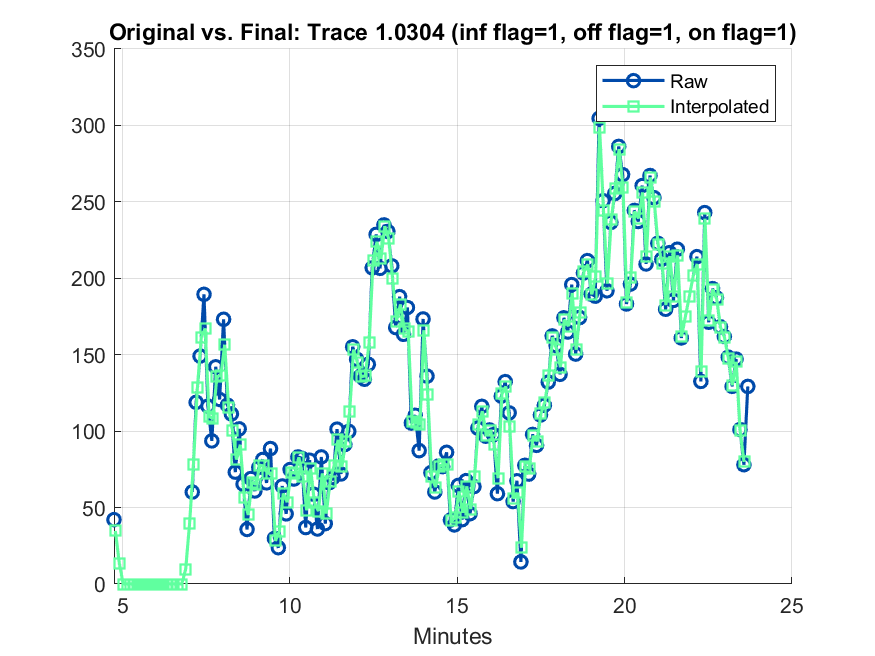 Original vs. Final: Trace 1.0304 (inf flag=1, off flag=1, on flag=1)
350
300
250
200
150
100
50
0
Raw
Interpolated
5 10 15 20 25
Minutes